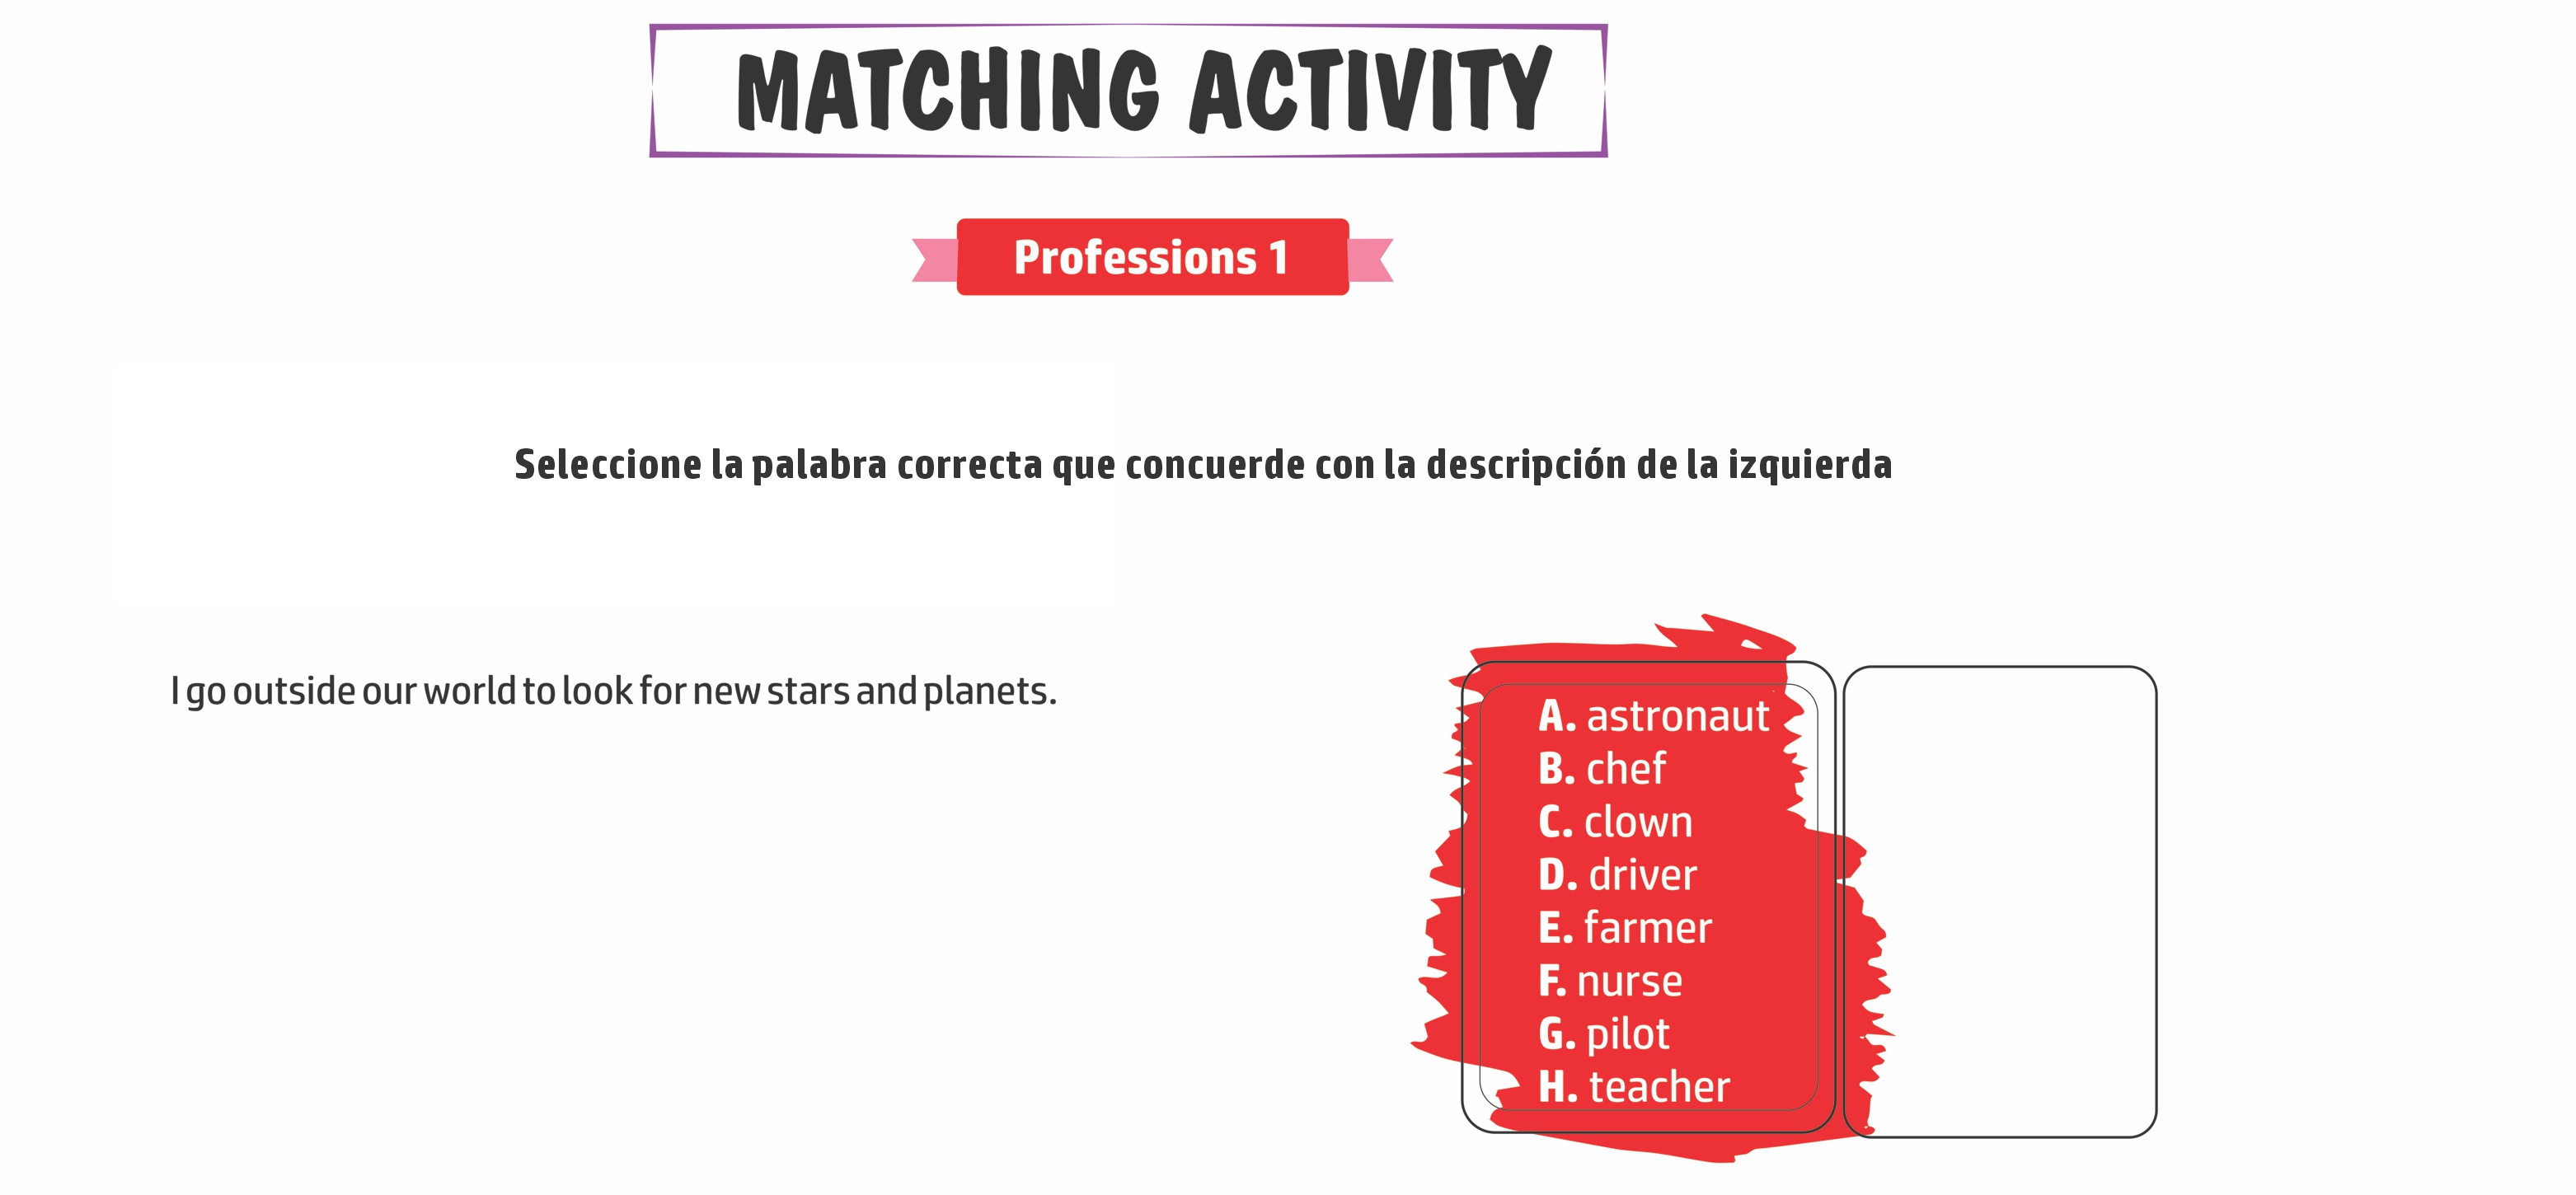 MATCHING ACTIVITY
Professions 1
Seleccione la palabra correcta que concuerde con la descripción de la izquierda
I go outside our world to look for new stars and planets.
A. astronaut
B. chef
C. clown
D. driver
E. farmer
F. nurse
G. pilot
H. teacher